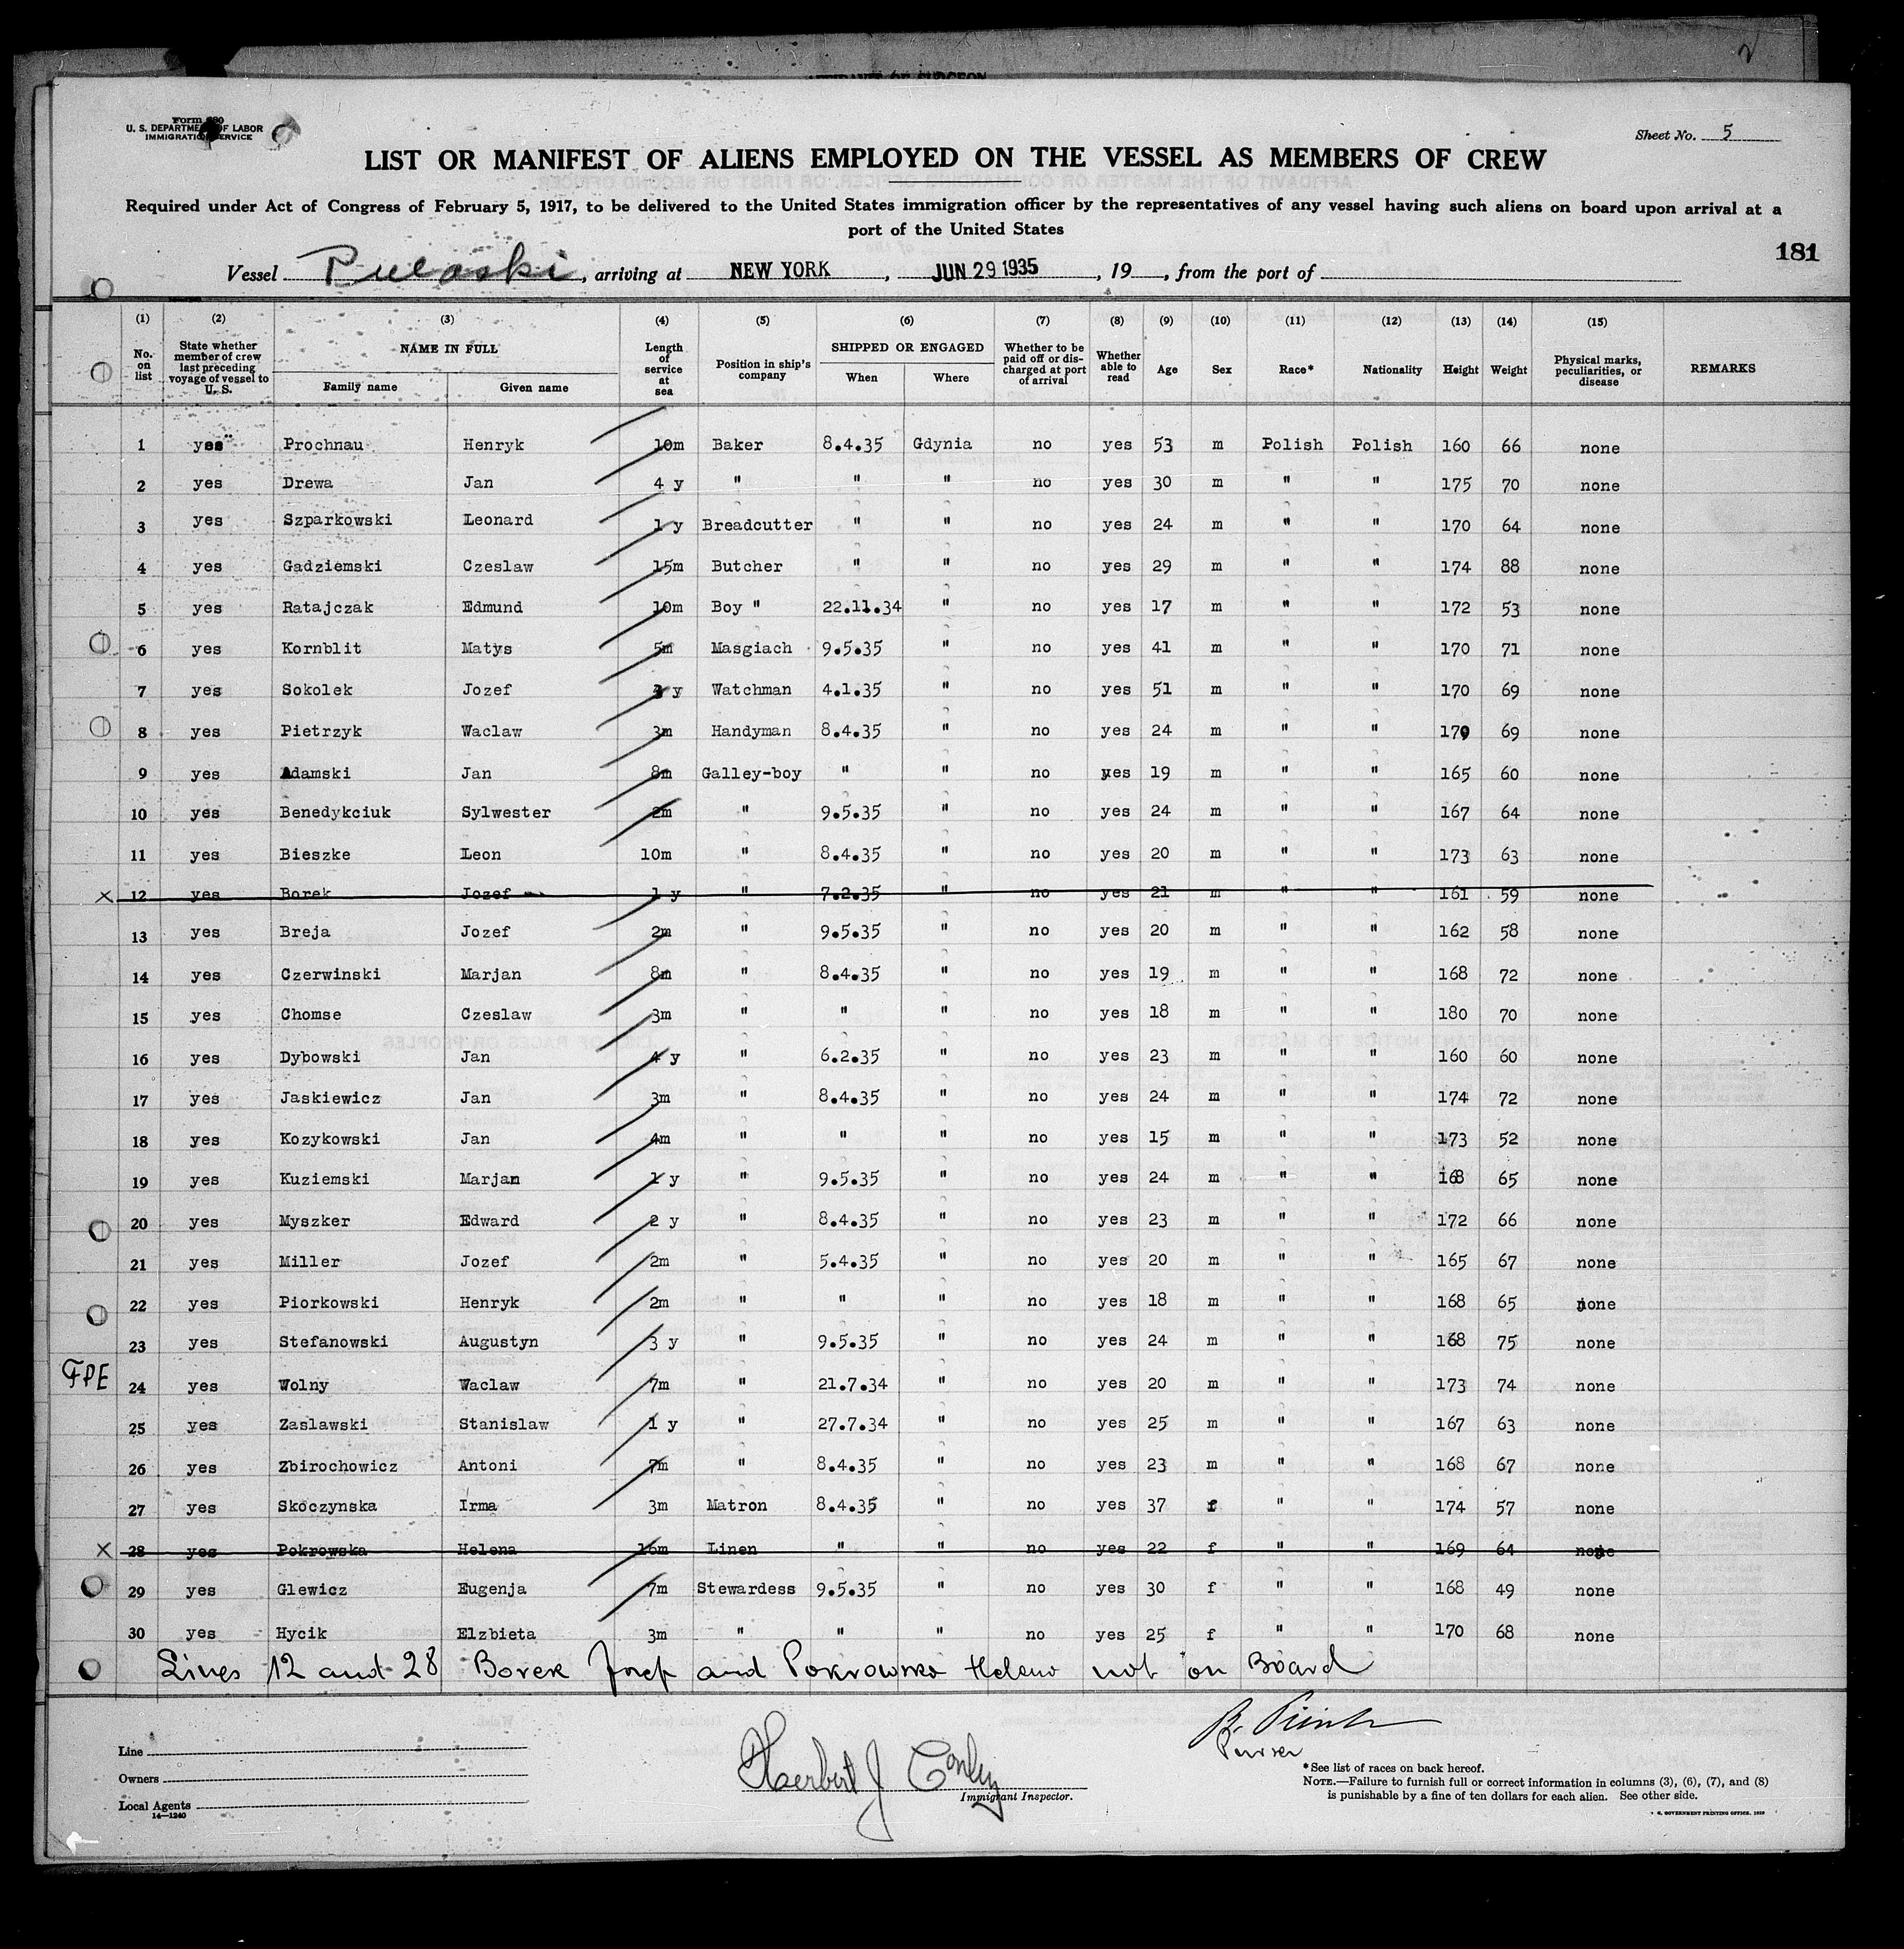 2
AFFIDAVIT OF SURGEON
U. S. DEPARTMENT OF LABOR
IMMIGRATION SERVICE
Sheet No. 5
LIST OR MANIFEST OF ALIENS EMPLOYED ON THE VESSEL AS MEMBERS OF CREW
Required under Act of Congress of February 5, 1917, to be delivered to the United States immigration officer by the representatives of any vessel having such aliens on board upon arrival at a
port of the United States
181
Vessel Pulaski, arriving at NEW YORK, JUN 29 1935, 19, from the port of
(1) (2) (3) (4) (5) (6) (7) (8) (9) (10) (11) (12) (13) (14) (15)
No. on list State whether member of crew last preceding voyage of vessel to U. S. NAME IN FULL Family name Given name Length of service at sea Position in ship's company SHIPPED OR ENGAGED When Where Whether to be paid off or discharged at port of arrival Whether able to read Age Sex Race* Nationality Height Weight Physical marks, peculiarities, or disease REMARKS
1 yes Prochnau Henryk 10m Baker 8.4.35 Gdynia no yes 53 m Polish Polish 160 66 none
2 yes Drewa Jan 4 y " " " no yes 30 m " " 175 70 none
3 yes Szparkowski Leonard 1 y Breadcutter " " no yes 24 m " " 170 64 none
4 yes Gadziemski Czeslaw 15m Butcher " " no yes 29 m " " 174 88 none
5 yes Ratajczak Edmund 10m Boy " 22.11.34 " no yes 17 m " " 172 53 none
6 yes Kornblit Matys 5m Masgiach 9.5.35 " no yes 41 m " " 170 71 none
7 yes Sokolek Jozef y Watchman 4.1.35 " no yes 51 m " " 170 69 none
8 yes Pietrzyk Waclaw 3m Handyman 8.4.35 " no yes 24 m " " 179 69 none
9 yes Adamski Jan 8m Galley-boy " " no yes 19 m " " 165 60 none
10 yes Benedykciuk Sylwester 2m " 9.5.35 " no yes 24 m " " 167 64 none
11 yes Bieszke Leon 10m " 8.4.35 " no yes 20 m " " 173 63 none
x 12 yes Borek Jozef 1 y " 7.2.35 " no yes 21 m " " 161 59 none
13 yes Breja Jozef 2m " 9.5.35 " no yes 20 m " " 162 58 none
14 yes Czerwinski Marjan 8m " 8.4.35 " no yes 19 m " " 168 72 none
15 yes Chomse Czeslaw 3m " " " no yes 18 m " " 180 70 none
16 yes Dybowski Jan 4 y " 6.2.35 " no yes 23 m " " 160 60 none
17 yes Jaskiewicz Jan 3m " 8.4.35 " no yes 24 m " " 174 72 none
18 yes Kozykowski Jan 4m " " " no yes 15 m " " 173 52 none
19 yes Kuziemski Marjan 1 y " 9.5.35 " no yes 24 m " " 168 65 none
20 yes Myszker Edward 2 y " 8.4.35 " no yes 23 m " " 172 66 none
21 yes Miller Jozef 2m " 5.4.35 " no yes 20 m " " 165 67 none
22 yes Piorkowski Henryk 2m " " " no yes 18 m " " 168 65 none
23 yes Stefanowski Augustyn 3 y " 9.5.35 " no yes 24 m " " 168 75 none
FPE 24 yes Wolny Waclaw 7m " 21.7.34 " no yes 20 m " " 173 74 none
25 yes Zaslawski Stanislaw 1 y " 27.7.34 " no yes 25 m " " 167 63 none
26 yes Zbirochowicz Antoni 7m " 8.4.35 " no yes 23 m " " 168 67 none
27 yes Skoczynska Irma 3m Matron 8.4.35 " no yes 37 f " " 174 57 none
x 28 yes Pokrowska Helena 16m Linen " " no yes 22 f " " 169 64 none
29 yes Glewicz Eugenja 7m Stewardess 9.5.35 " no yes 30 f " " 168 49 none
30 yes Hycik Elzbieta 3m " " " no yes 25 f " " 170 68 none
Lines 12 and 28 Borek Josef and Pokrowska Helena not on Board
Line
Owners
Local Agents
14—1240
Herbert J Conley
Immigrant Inspector.
Purser
*See list of races on back hereof.
NOTE.—Failure to furnish full or correct information in columns (3), (6), (7), and (8)
is punishable by a fine of ten dollars for each alien. See other side.